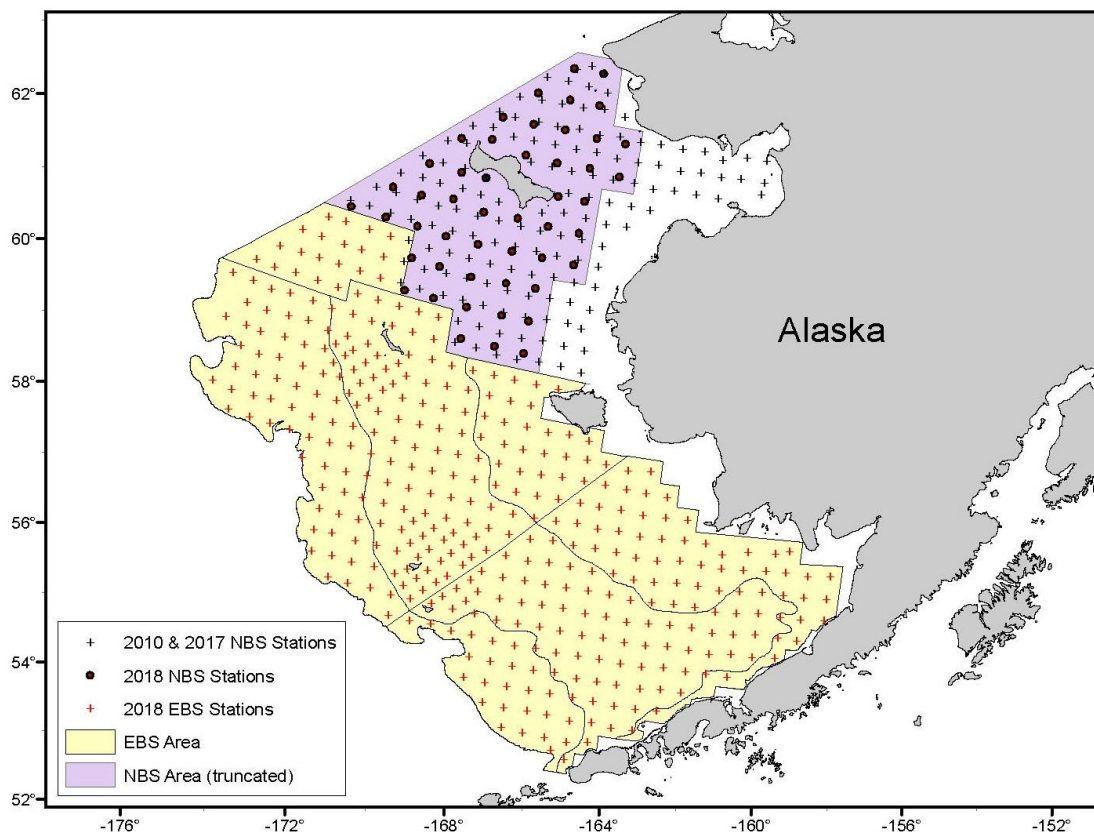 62°
60°
58°
56°
54°
52°
Alaska
2010 & 2017 NBS Stations
2018 NBS Stations
2018 EBS Stations
EBS Area
NBS Area (truncated)
-176° -172° -168° -164° -160° -156° -152°